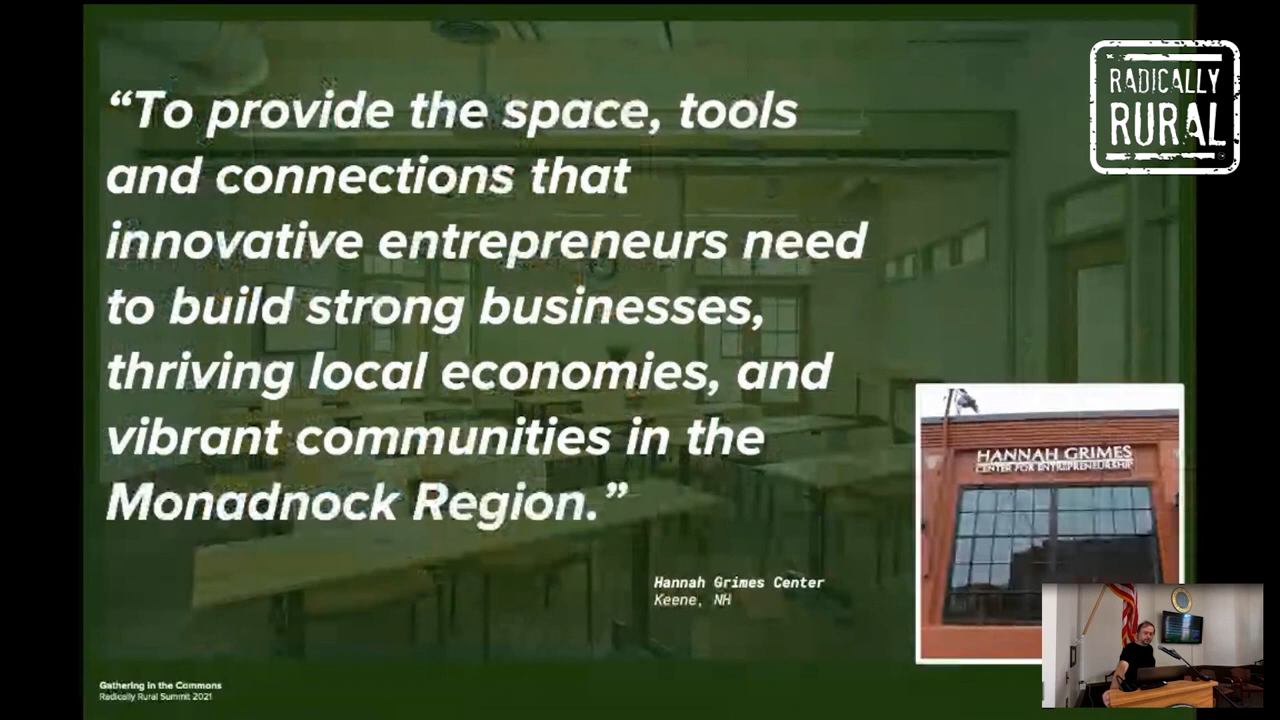 “To provide the space, tools
and connections that
innovative entrepreneurs need
to build strong businesses,
thriving local economies, and
vibrant communities in the
Monadnock Region.”
RADICALLY
RURAL
HANNAH GRIMES
CENTER FOR ENTREPRENEURSHIP
Hannah Grimes Center
Keene, NH
Gathering in the Commons
Radically Rural Summit 2021